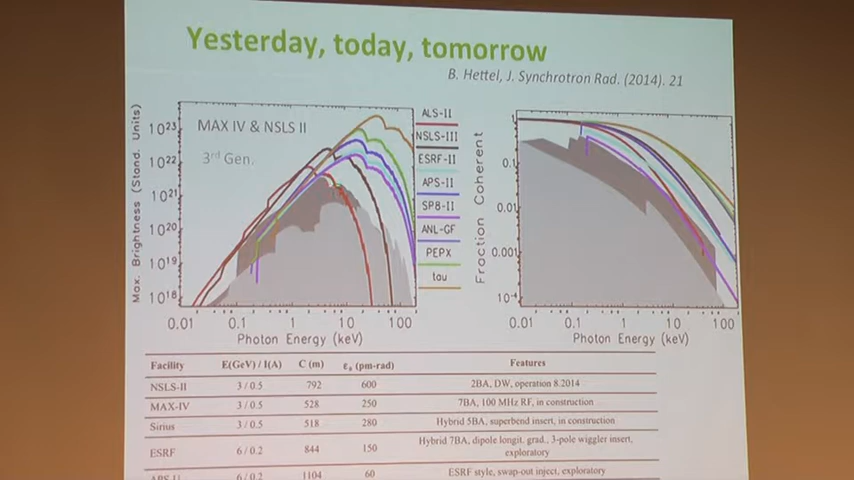 Yesterday, today, tomorrow
B. Hettel, J. Synchrotron Rad. (2014). 21
Max. Brightness (Stand. Units)
10²³
10²²
10²¹
10²⁰
10¹⁹
10¹⁸
MAX IV & NSLS II
3rd Gen.
0.01 0.1 1 10 100
Photon Energy (keV)
ALS-II
NSLS-III
ESRF-II
APS-II
SP8-II
ANL-GF
PEPX
tau
Fraction Coherent
1
0.1
0.01
0.001
10⁻⁴
0.01 0.1 1 10 100
Photon Energy (keV)
Facility E(GeV) / I(A) C (m) εₒ (pm-rad) Features
NSLS-II 3 / 0.5 792 600 2BA, DW, operation 8.2014
MAX-IV 3 / 0.5 528 250 7BA, 100 MHz RF, in construction
Sirius 3 / 0.5 518 280 Hybrid 5BA, superbend insert, in construction
ESRF 6 / 0.2 844 150 Hybrid 7BA, dipole longit. grad., 3-pole wiggler insert,
exploratory
APS-U 6 / 0.2 1104 60 ESRF style, swap-out inject, exploratory